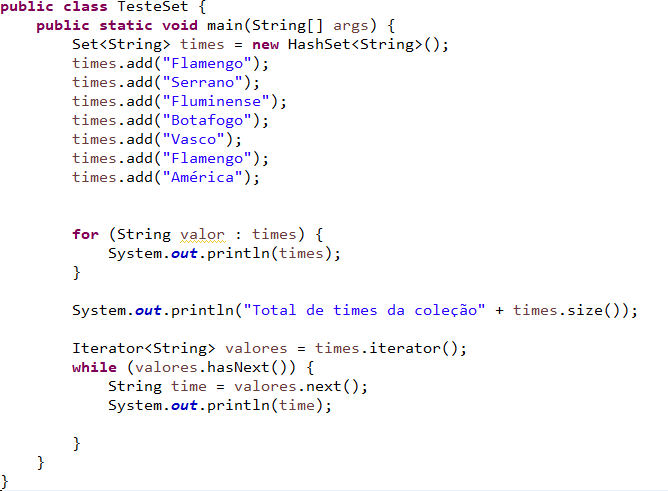 public class TesteSet {
    public static void main(String[] args) {
        Set<String> times = new HashSet<String>();
        times.add("Flamengo");
        times.add("Serrano");
        times.add("Fluminense");
        times.add("Botafogo");
        times.add("Vasco");
        times.add("Flamengo");
        times.add("América");
        for (String valor : times) {
            System.out.println(times);
        }
        System.out.println("Total de times da coleção" + times.size());
        Iterator<String> valores = times.iterator();
        while (valores.hasNext()) {
            String time = valores.next();
            System.out.println(time);
        }
    }
}